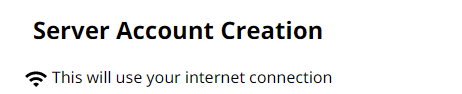 Server Account Creation
This will use your internet connection